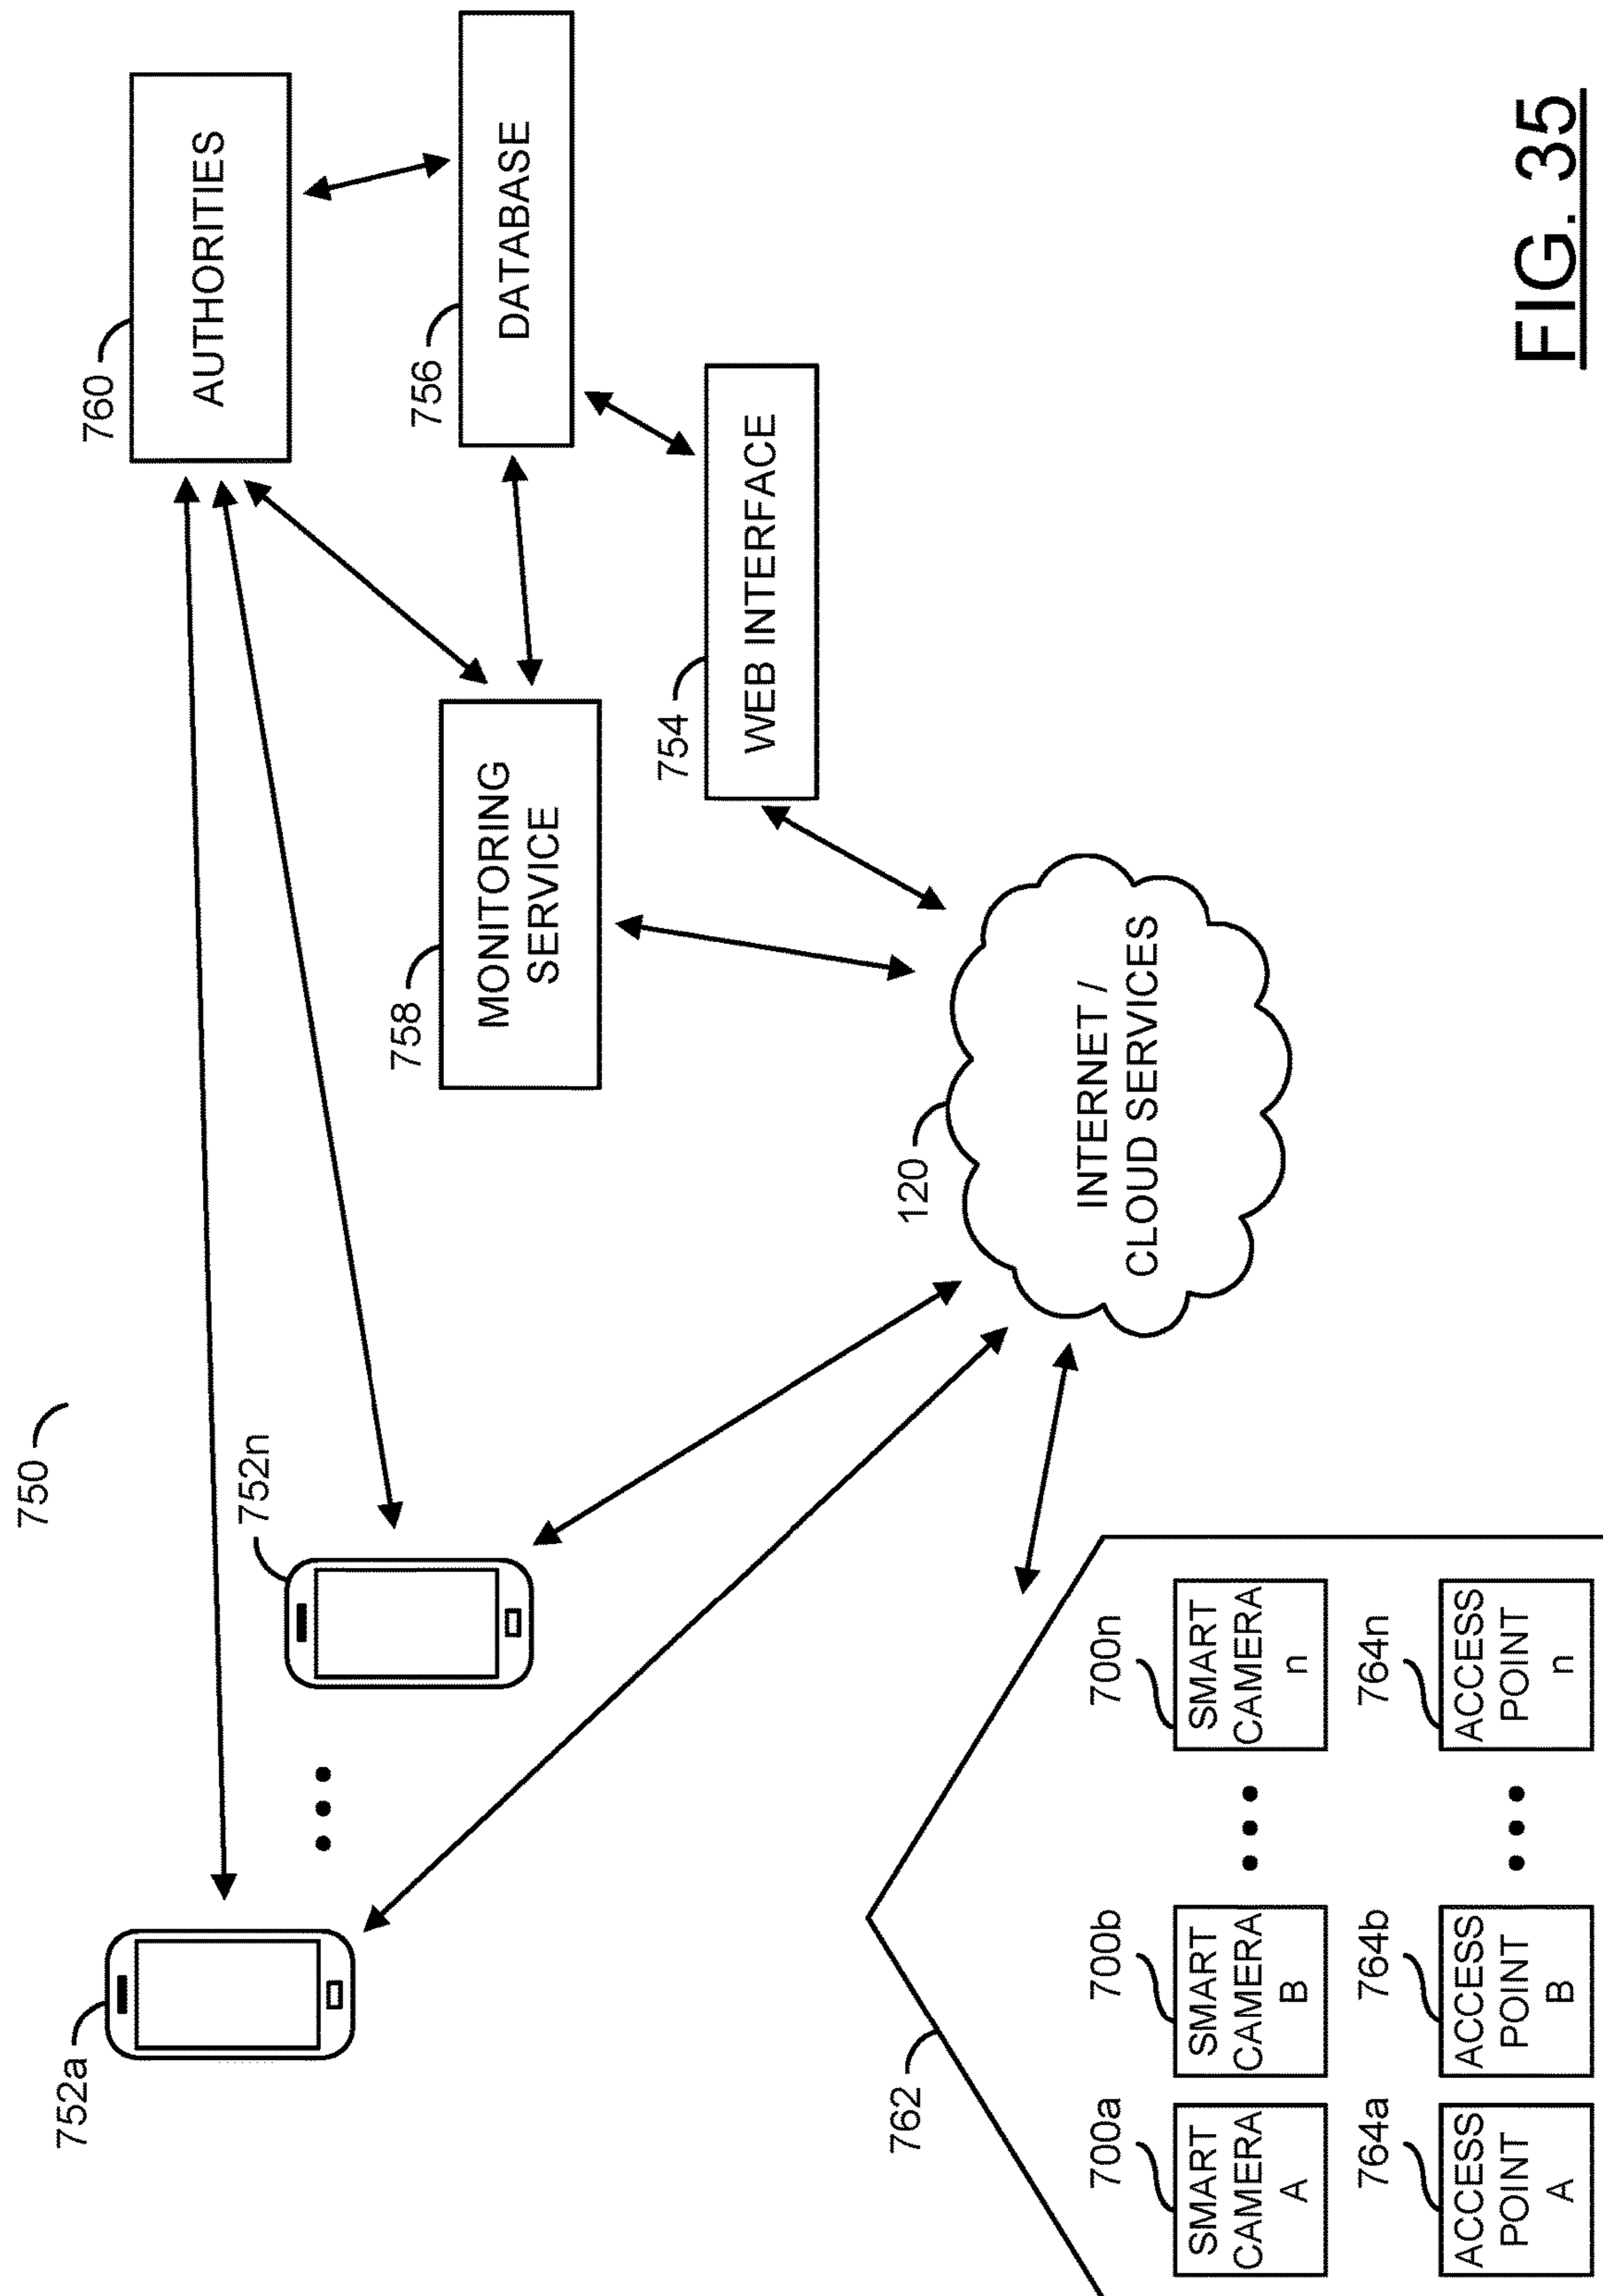 750
752a
752n
760
AUTHORITIES
756
DATABASE
758
MONITORING
SERVICE
754
WEB INTERFACE
120
INTERNET /
CLOUD SERVICES
762
700a
SMART
CAMERA
A
700b
SMART
CAMERA
B
700n
SMART
CAMERA
n
764a
ACCESS
POINT
A
764b
ACCESS
POINT
B
764n
ACCESS
POINT
n
FIG. 35